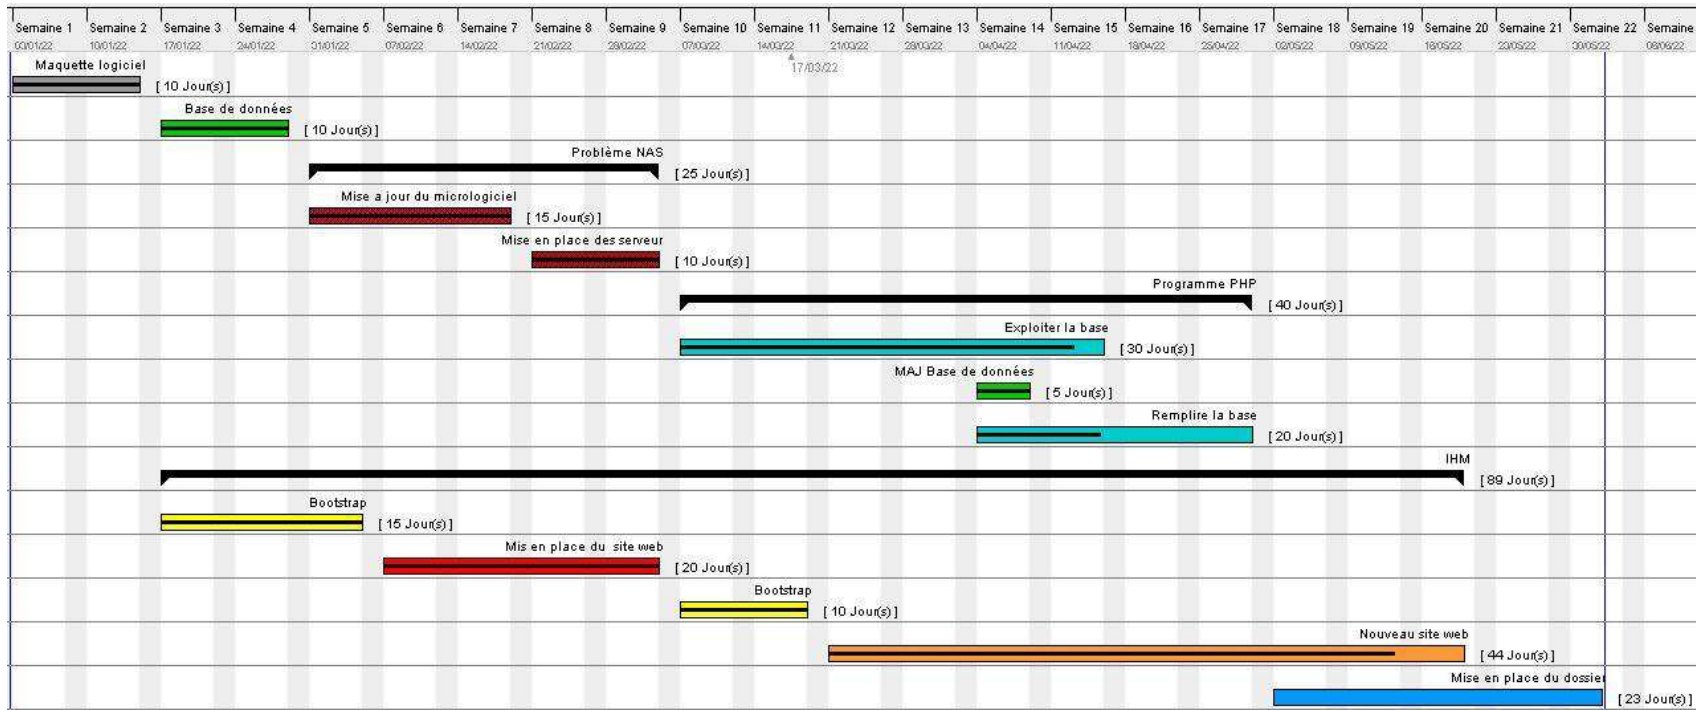 Semaine 1 Semaine 2 Semaine 3 Semaine 4 Semaine 5 Semaine 6 Semaine 7 Semaine 8 Semaine 9 Semaine 10 Semaine 11 Semaine 12 Semaine 13 Semaine 14 Semaine 15 Semaine 16 Semaine 17 Semaine 18 Semaine 19 Semaine 20 Semaine 21 Semaine 22 Semaine
03/01/22 10/01/22 17/01/22 24/01/22 31/01/22 07/02/22 14/02/22 21/02/22 28/02/22 07/03/22 14/03/22 21/03/22 28/03/22 04/04/22 11/04/22 18/04/22 25/04/22 02/05/22 09/05/22 16/05/22 23/05/22 30/05/22 06/06/22
Maquette logiciel
17/03/22
[ 10 Jour(s) ]
Base de données
[ 10 Jour(s) ]
Problème NAS
[ 25 Jour(s) ]
Mise a jour du micrologiciel
[ 15 Jour(s) ]
Mise en place des serveur
[ 10 Jour(s) ]
Programme PHP
[ 40 Jour(s) ]
Exploiter la base
[ 30 Jour(s) ]
MAJ Base de données
[ 5 Jour(s) ]
Remplire la base
[ 20 Jour(s) ]
IHM
[ 89 Jour(s) ]
Bootstrap
[ 15 Jour(s) ]
Mis en place du site web
[ 20 Jour(s) ]
Bootstrap
[ 10 Jour(s) ]
Nouveau site web
[ 44 Jour(s) ]
Mise en place du dossier
[ 23 Jour(s) ]